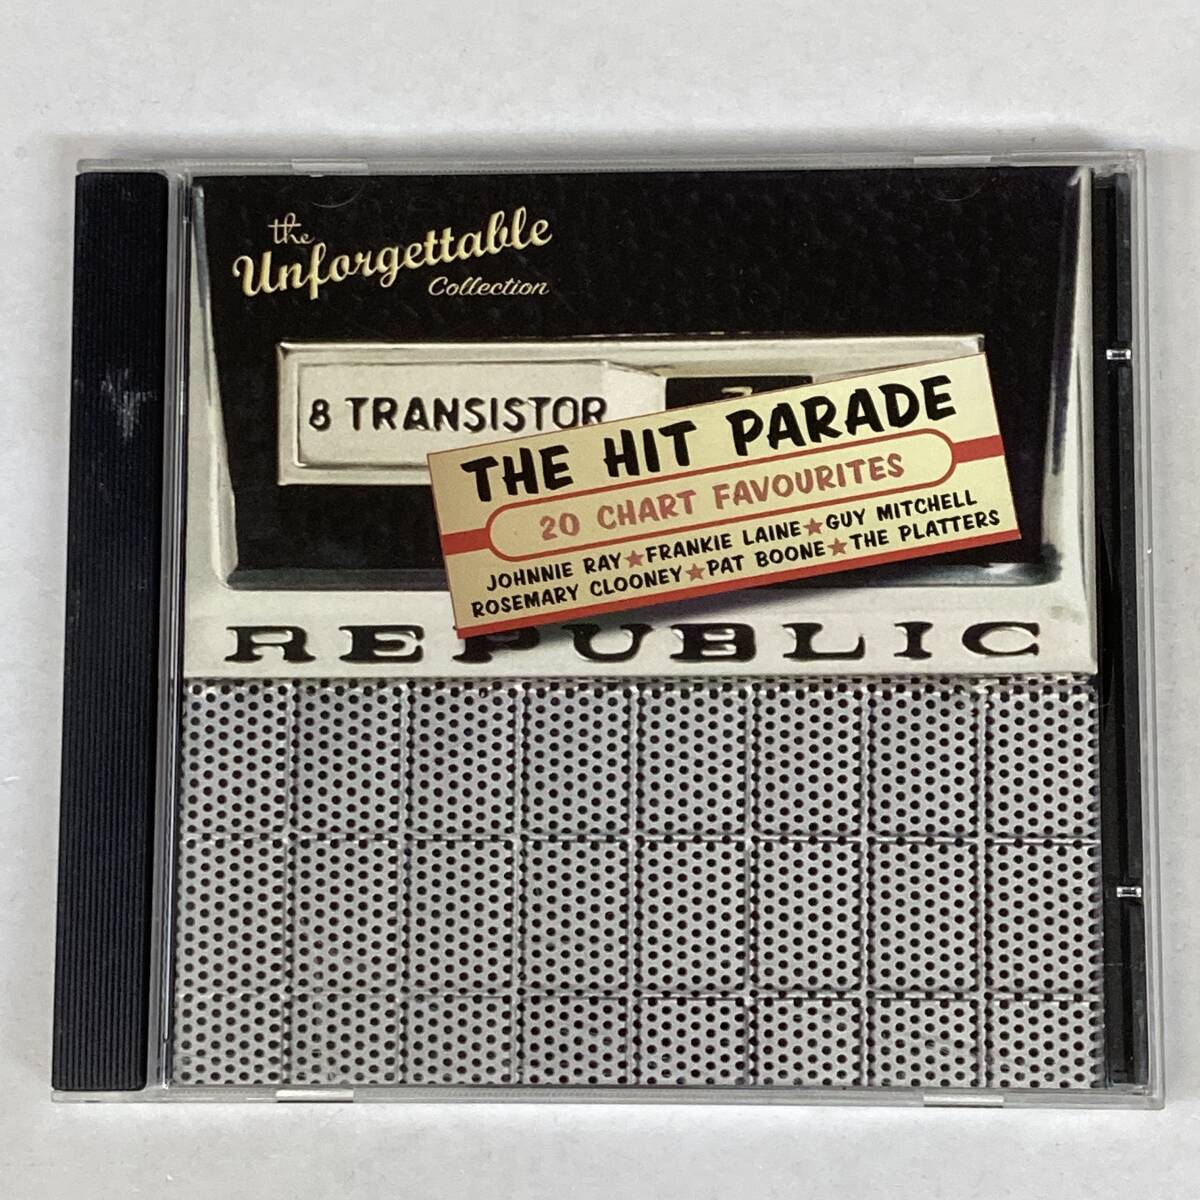 the
Unforgettable
Collection
8 TRANSISTOR
THE HIT PARADE
20 CHART FAVOURITES
JOHNNIE RAY★FRANKIE LAINE★GUY MITCHELL
ROSEMARY CLOONEY★PAT BOONE★THE PLATTERS
REPUBLIC